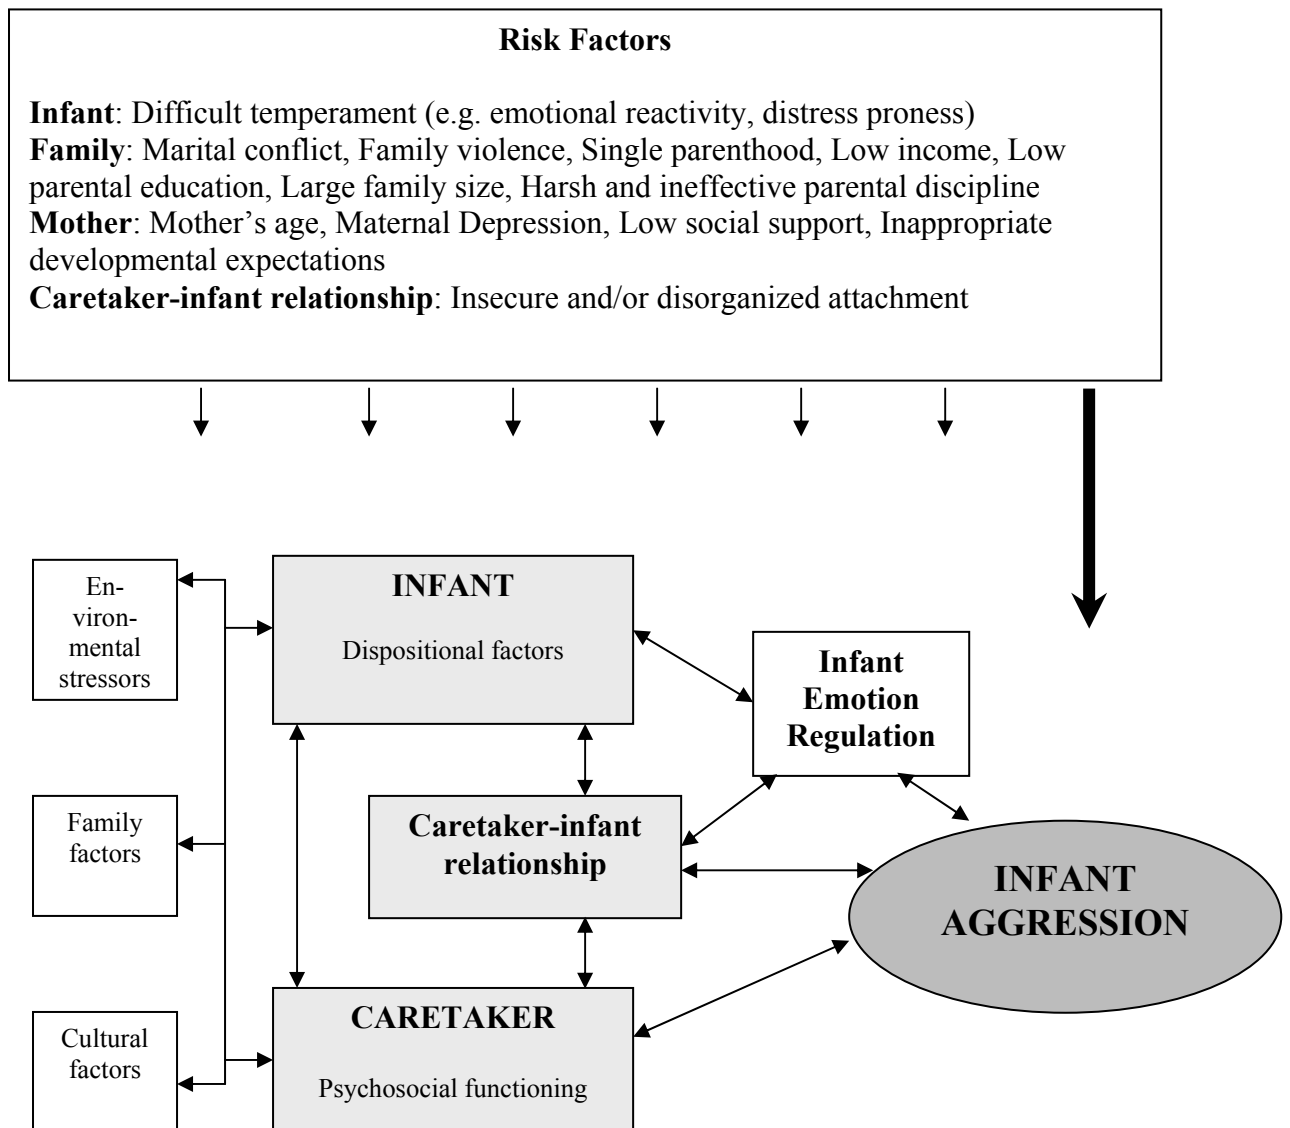 Risk Factors
Infant: Difficult temperament (e.g. emotional reactivity, distress proness)
Family: Marital conflict, Family violence, Single parenthood, Low income, Low
parental education, Large family size, Harsh and ineffective parental discipline
Mother: Mother’s age, Maternal Depression, Low social support, Inappropriate
developmental expectations
Caretaker-infant relationship: Insecure and/or disorganized attachment
En-
viron-
mental
stressors
INFANT
Dispositional factors
Infant
Emotion
Regulation
Family
factors
Caretaker-infant
relationship
INFANT
AGGRESSION
Cultural
factors
CARETAKER
Psychosocial functioning